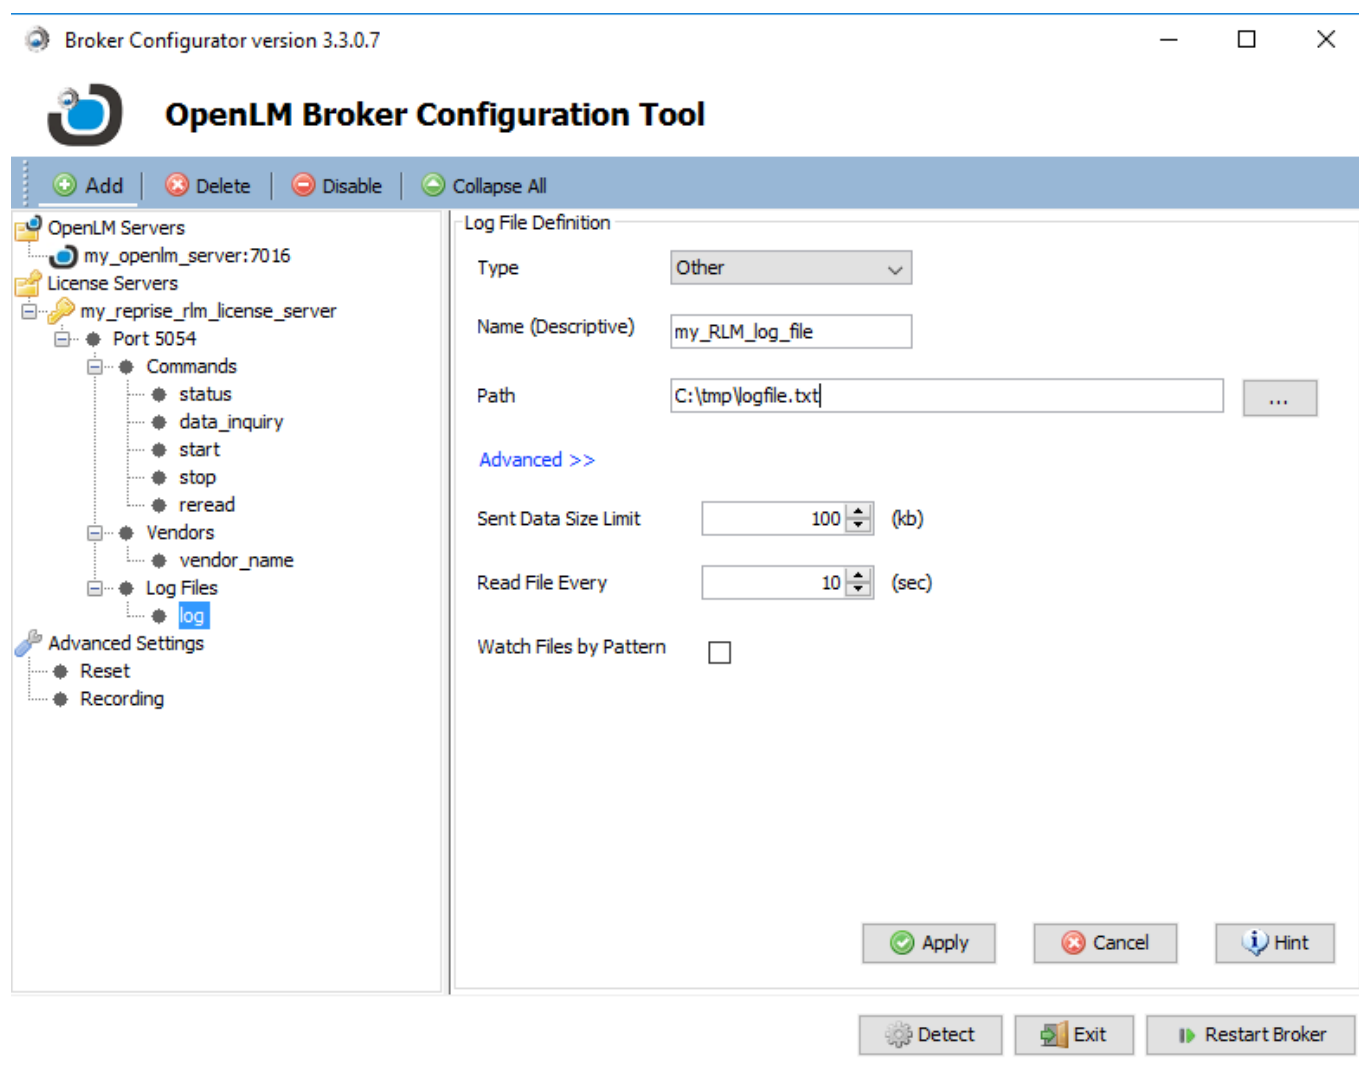 Broker Configurator version 3.3.0.7
OpenLM Broker Configuration Tool
Add
Delete
Disable
Collapse All
OpenLM Servers
my_openlm_server:7016
License Servers
my_reprise_rlm_license_server
Port 5054
Commands
status
data_inquiry
start
stop
reread
Vendors
vendor_name
Log Files
log
Advanced Settings
Reset
Recording
Log File Definition
Type Other
Name (Descriptive) my_RLM_log_file
Path C:\tmp\logfile.txt ...
Advanced >>
Sent Data Size Limit 100 (kb)
Read File Every 10 (sec)
Watch Files by Pattern
Apply Cancel Hint
Detect Exit Restart Broker